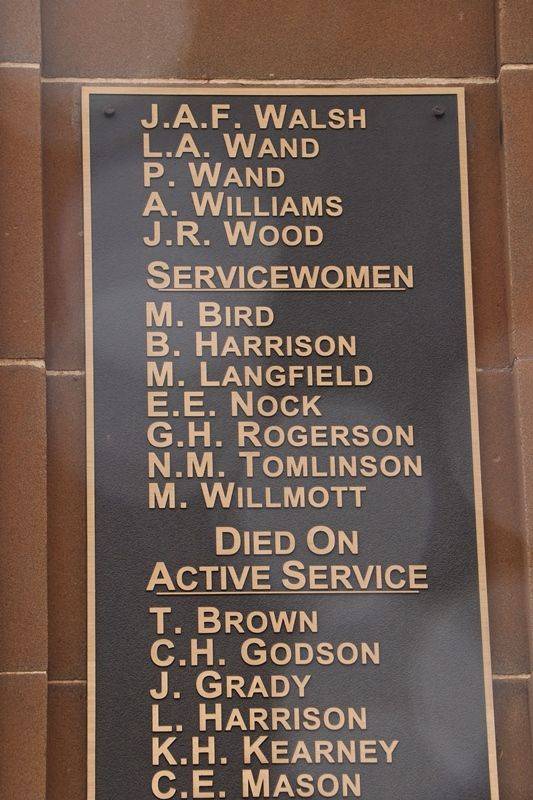 J.A.F. WALSH
L.A. WAND
P. WAND
A. WILLIAMS
J.R. WOOD
SERVICEWOMEN
M. BIRD
B. HARRISON
M. LANGFIELD
E.E. NOCK
G.H. ROGERSON
N.M. TOMLINSON
M. WILLMOTT
DIED ON
ACTIVE SERVICE
T. BROWN
C.H. GODSON
J. GRADY
L. HARRISON
K.H. KEARNEY
C.E. MASON